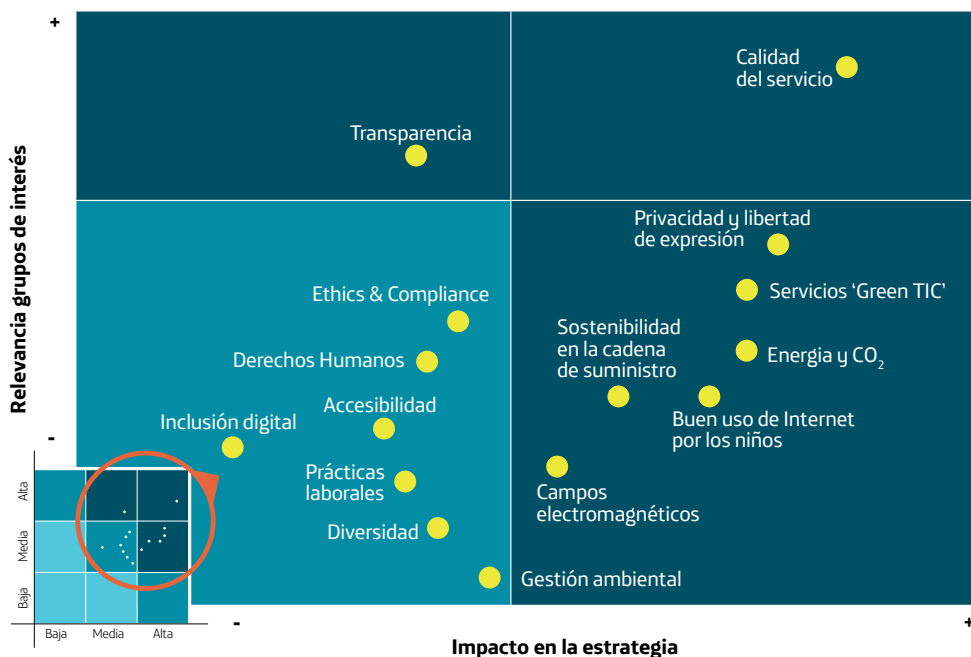 +
Calidad
del servicio
Transparencia
Relevancia grupos de interés
Privacidad y libertad
de expresión
Servicios ‘Green TIC’
Ethics & Compliance
Sostenibilidad
en la cadena
de suministro
Energia y CO₂
Derechos Humanos
Accesibilidad
Inclusión digital
Buen uso de Internet
por los niños
-
Prácticas
laborales
Campos
electromagnéticos
Diversidad
Gestión ambiental
Alta
Media
Baja
Baja
Media
Alta
-
+
Impacto en la estrategia